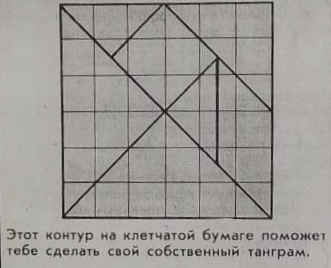 Этот контур на клетчатой бумаге поможет
тебе сделать свой собственный танграм.